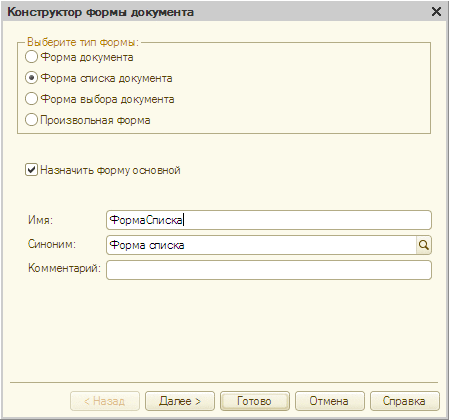 Конструктор формы документа
Выберите тип формы:
Форма документа
Форма списка документа
Форма выбора документа
Произвольная форма
Назначить форму основной
Имя: ФормаСписка
Синоним: Форма списка
Комментарий:
< Назад Далее > Готово Отмена Справка